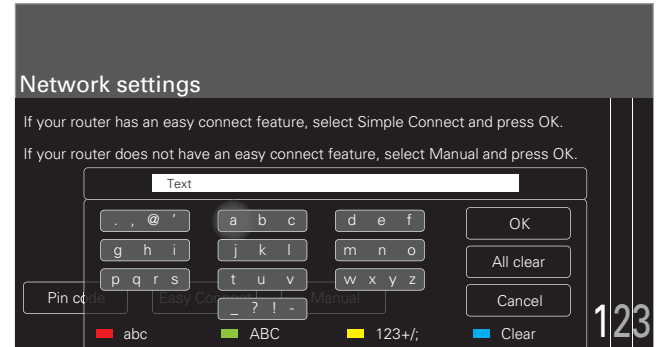 Network settings
If your router has an easy connect feature, select Simple Connect and press OK.
If your router does not have an easy connect feature, select Manual and press OK.
Text
. , @ ' a b c d e f OK
g h i j k l m n o All clear
p q r s t u v w x y z
Pin code Easy Connect Manual Cancel
_ ? ! -
abc ABC 123+/; Clear
123